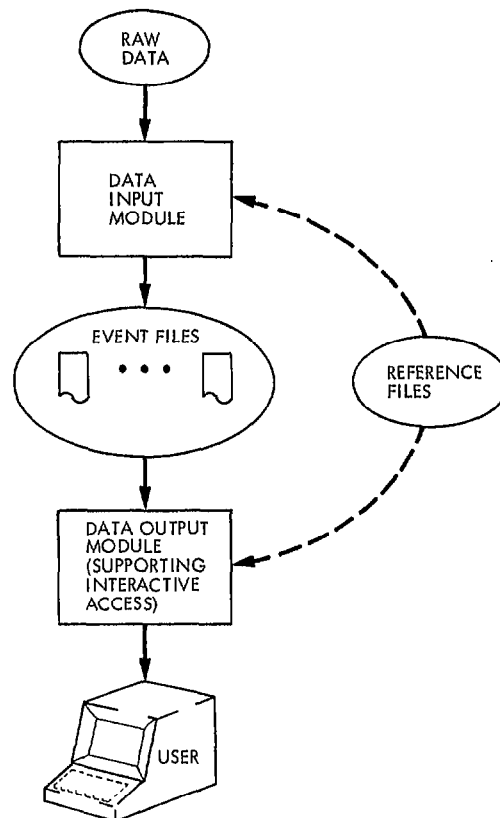 RAW
DATA
DATA
INPUT
MODULE
EVENT FILES
REFERENCE
FILES
DATA OUTPUT
MODULE
(SUPPORTING
INTERACTIVE
ACCESS)
USER